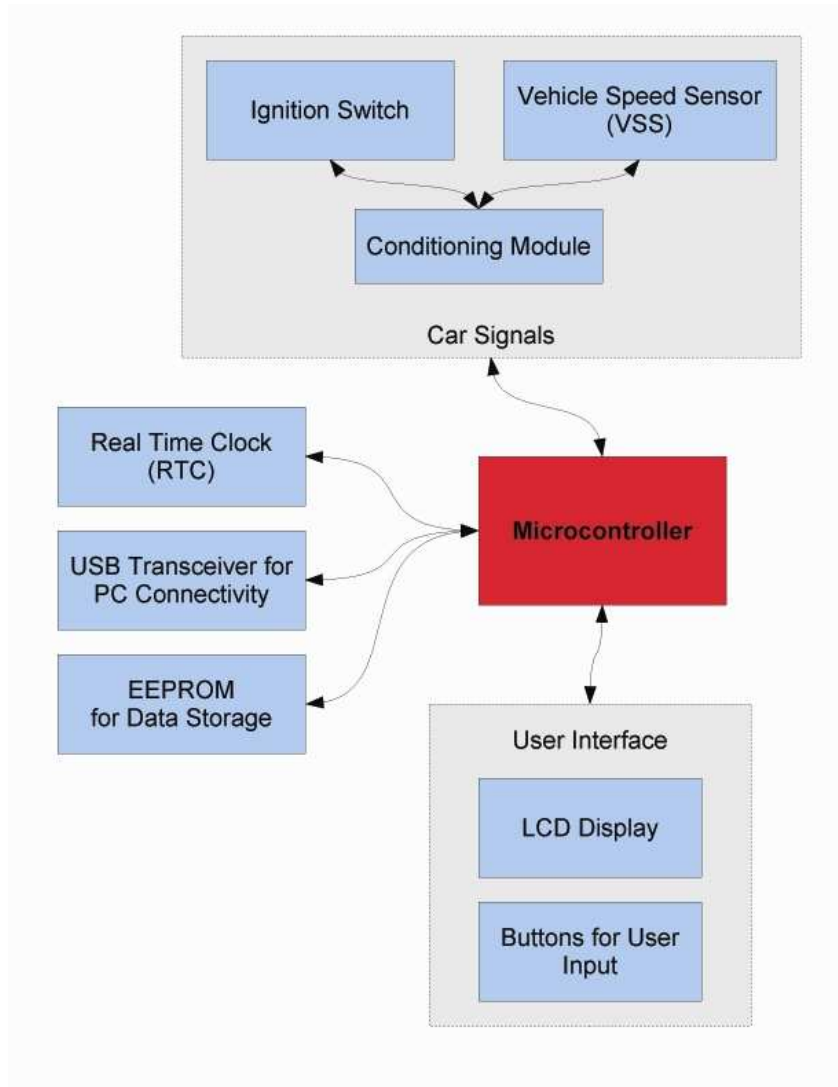 Ignition Switch
Vehicle Speed Sensor
(VSS)
Conditioning Module
Car Signals
Real Time Clock
(RTC)
Microcontroller
USB Transceiver for
PC Connectivity
EEPROM
for Data Storage
User Interface
LCD Display
Buttons for User
Input